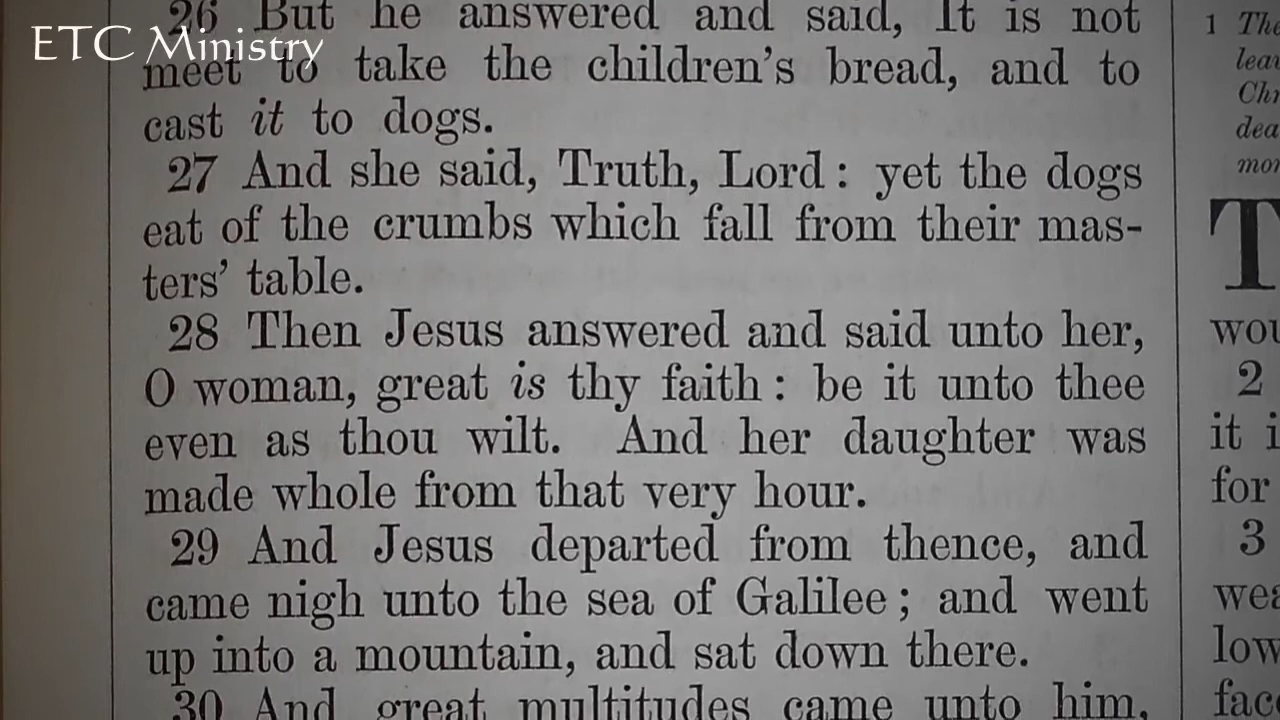 ETC Ministry
26 But he answered and said, It is not
meet to take the children's bread, and to
cast it to dogs.
27 And she said, Truth, Lord : yet the dogs
eat of the crumbs which fall from their mas-
ters' table.
28 Then Jesus answered and said unto her,
O woman, great is thy faith : be it unto thee
even as thou wilt. And her daughter was
made whole from that very hour.
29 And Jesus departed from thence, and
came nigh unto the sea of Galilee ; and went
up into a mountain, and sat down there.
30 And great multitudes came unto him,
1 The
T
2
it i
for
3